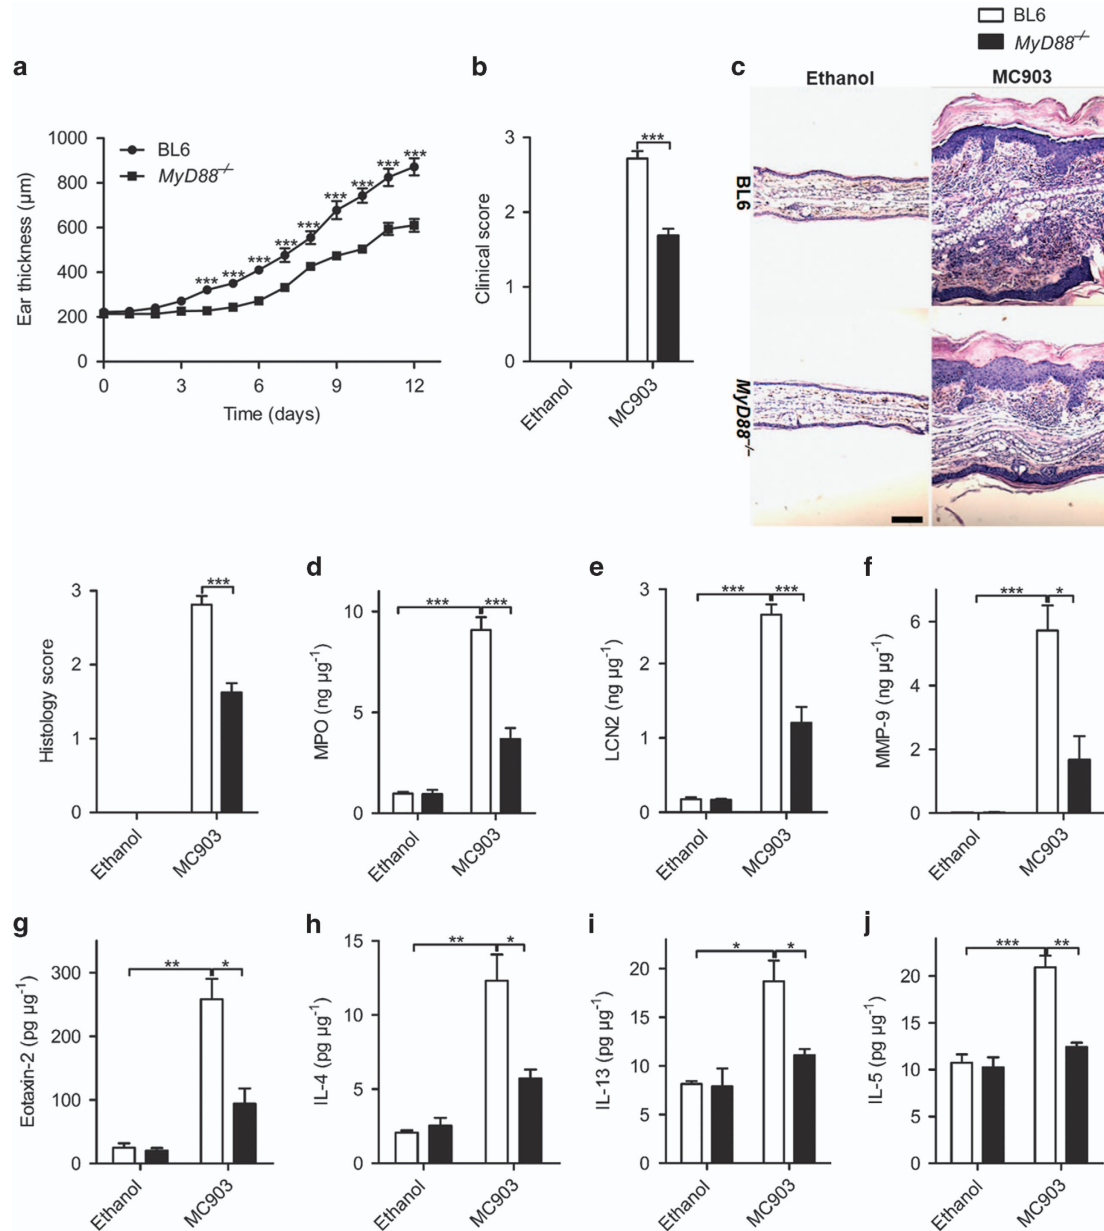 BL6
MyD88–/–
a
b
c
Ethanol
MC903
1000
800
600
400
200
0
Ear thickness (µm)
BL6
MyD88–/–
***
***
***
***
***
***
***
***
***
0
3
6
9
12
Time (days)
3
2
1
0
Clinical score
***
Ethanol
MC903
BL6
MyD88–/–
3
2
1
0
Histology score
***
Ethanol
MC903
d
10
5
0
MPO (ng µg-1)
***
***
Ethanol
MC903
e
3
2
1
0
LCN2 (ng µg-1)
***
***
Ethanol
MC903
f
6
4
2
0
MMP-9 (ng µg-1)
***
*
Ethanol
MC903
g
300
200
100
0
Eotaxin-2 (pg µg-1)
**
*
Ethanol
MC903
h
15
10
5
0
IL-4 (pg µg-1)
**
*
Ethanol
MC903
i
20
15
10
5
0
IL-13 (pg µg-1)
*
*
Ethanol
MC903
j
20
15
10
5
0
IL-5 (pg µg-1)
***
**
Ethanol
MC903